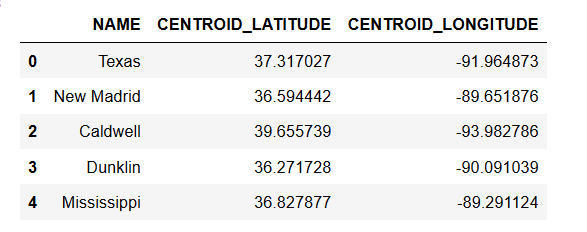 NAME CENTROID_LATITUDE CENTROID_LONGITUDE
0 Texas 37.317027 -91.964873
1 New Madrid 36.594442 -89.651876
2 Caldwell 39.655739 -93.982786
3 Dunklin 36.271728 -90.091039
4 Mississippi 36.827877 -89.291124